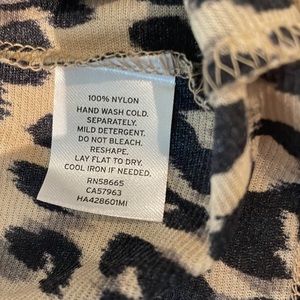 100% NYLON
HAND WASH COLD.
SEPARATELY.
MILD DETERGENT.
DO NOT BLEACH.
RESHAPE.
LAY FLAT TO DRY.
COOL IRON IF NEEDED.
RN58665
CA57963
HA428601MI